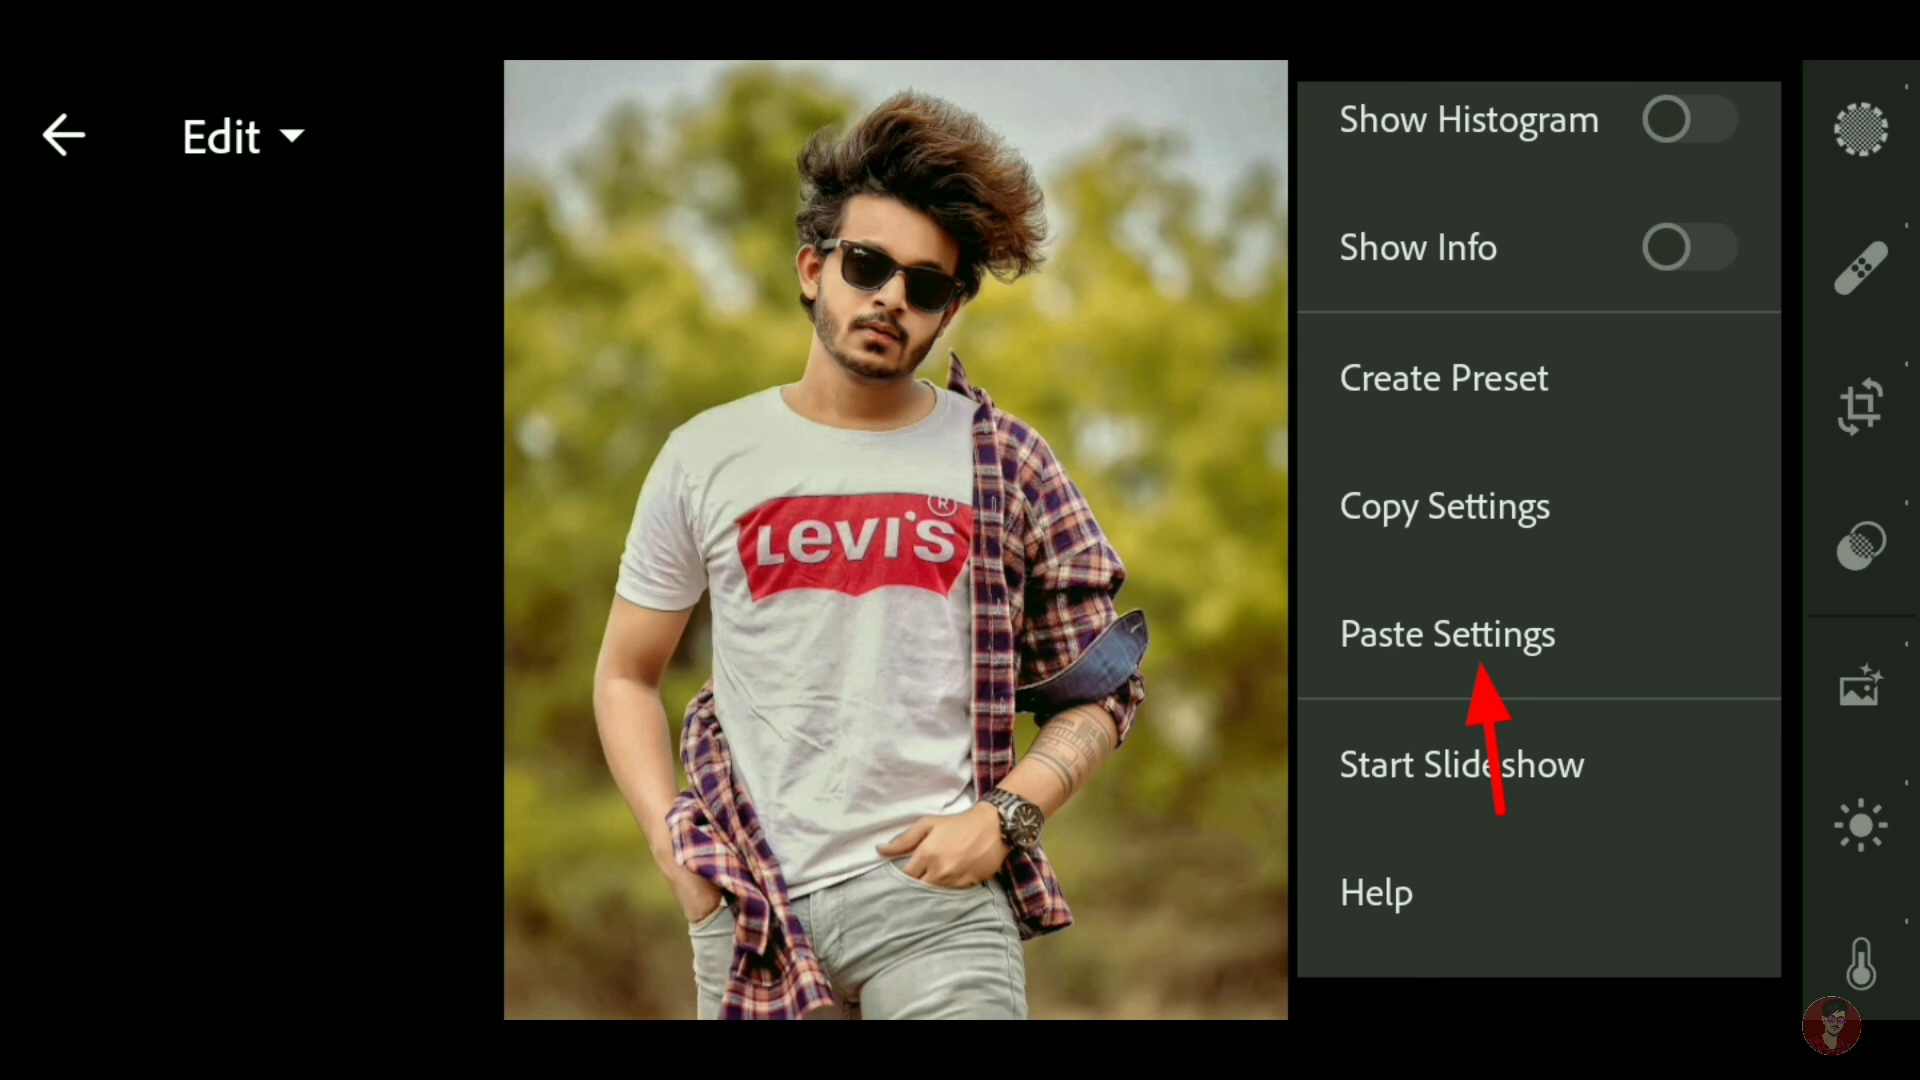 Edit
Show Histogram
Show Info
Create Preset
Copy Settings
Paste Settings
Start Slideshow
Help
LEVI'S
®